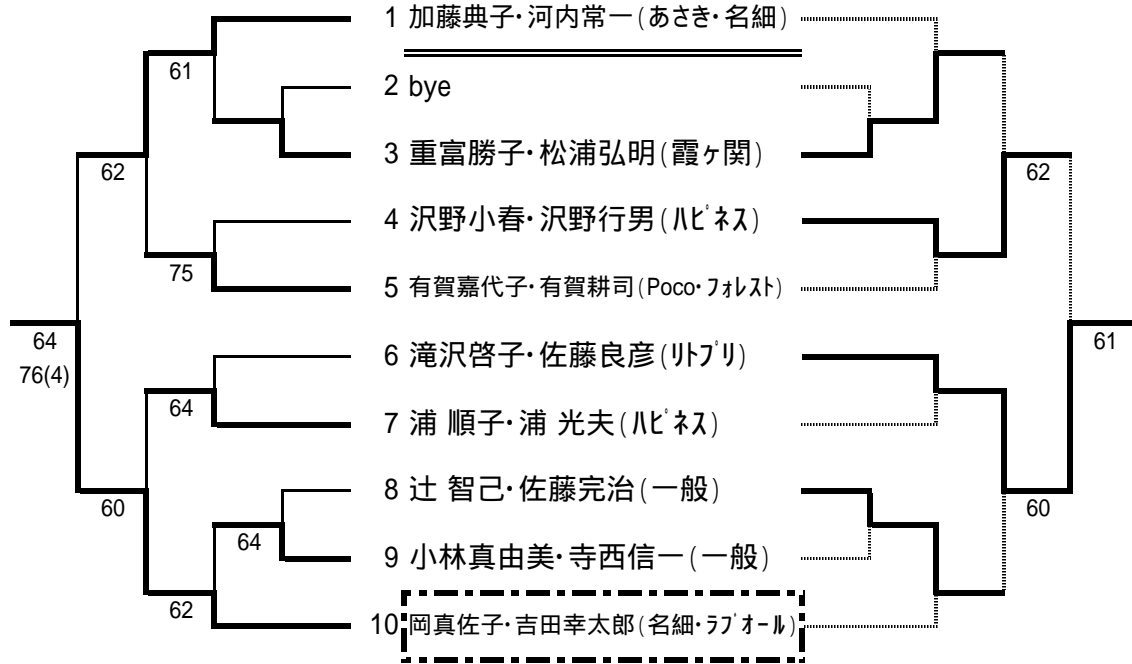 1 加藤典子・河内常一(あさき・名細)
61
2 bye
3 重富勝子・松浦弘明(霞ヶ関)
62 62
4 沢野小春・沢野行男(ﾊﾋﾟﾈｽ)
75
5 有賀嘉代子・有賀耕司(Poco・ﾌｫﾚｽﾄ)
64 61
6 滝沢啓子・佐藤良彦(ﾘﾄﾌﾟﾘ)
76(4)
64
7 浦 順子・浦 光夫(ﾊﾋﾟﾈｽ)
8 辻 智己・佐藤完治(一般)
60 60
64
9 小林真由美・寺西信一(一般)
62
10 岡真佐子・吉田幸太郎(名細・ﾗﾌﾞｵｰﾙ)